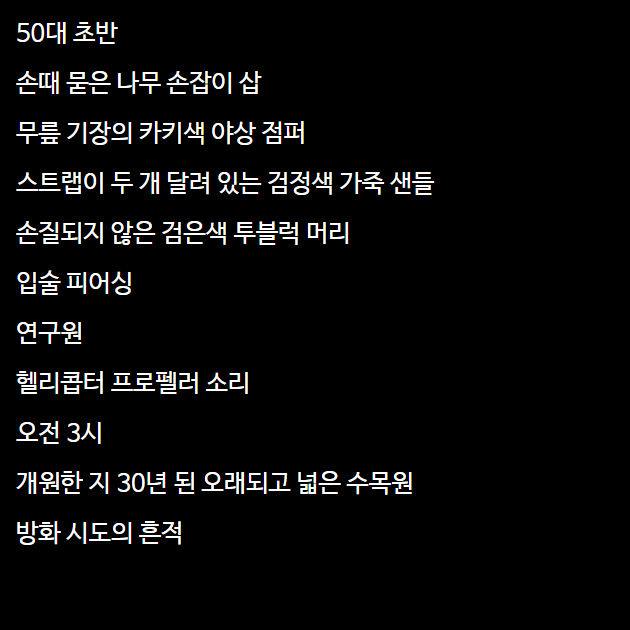 50대 초반
손때 묻은 나무 손잡이 삽
무릎 기장의 카키색 야상 점퍼
스트랩이 두 개 달려 있는 검정색 가죽 샌들
손질되지 않은 검은색 투블럭 머리
입술 피어싱
연구원
헬리콥터 프로펠러 소리
오전 3시
개원한 지 30년 된 오래되고 넓은 수목원
방화 시도의 흔적